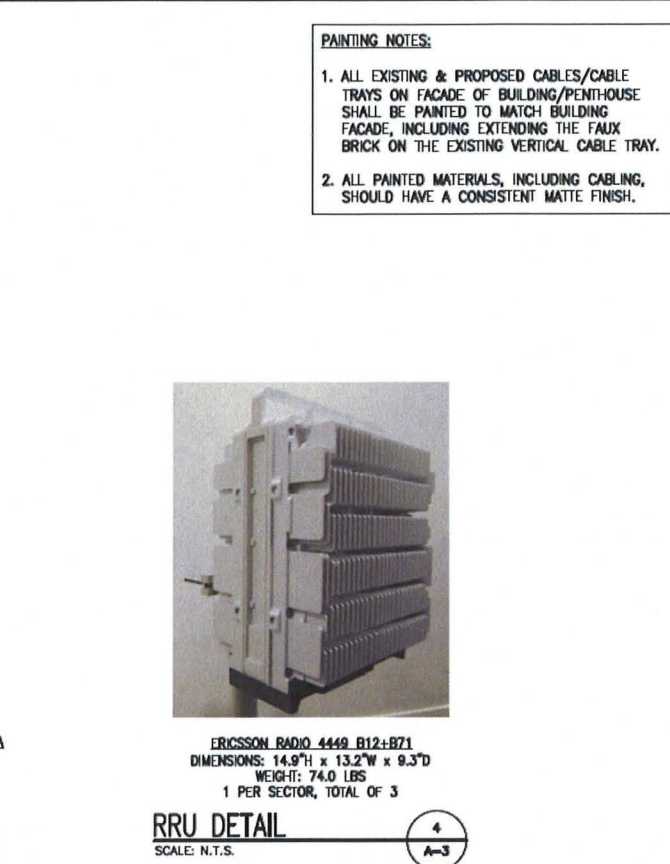 PAINTING NOTES:
1. ALL EXISTING & PROPOSED CABLES/CABLE
TRAYS ON FACADE OF BUILDING/PENTHOUSE
SHALL BE PAINTED TO MATCH BUILDING
FACADE, INCLUDING EXTENDING THE FAUX
BRICK ON THE EXISTING VERTICAL CABLE TRAY.
2. ALL PAINTED MATERIALS, INCLUDING CABLING,
SHOULD HAVE A CONSISTENT MATTE FINISH.
ERICSSON RADIO 4449 B12+B71
DIMENSIONS: 14.9"H x 13.2"W x 9.3"D
WEIGHT: 74.0 LBS
1 PER SECTOR, TOTAL OF 3
RRU DETAIL
SCALE: N.T.S.
4
A-3